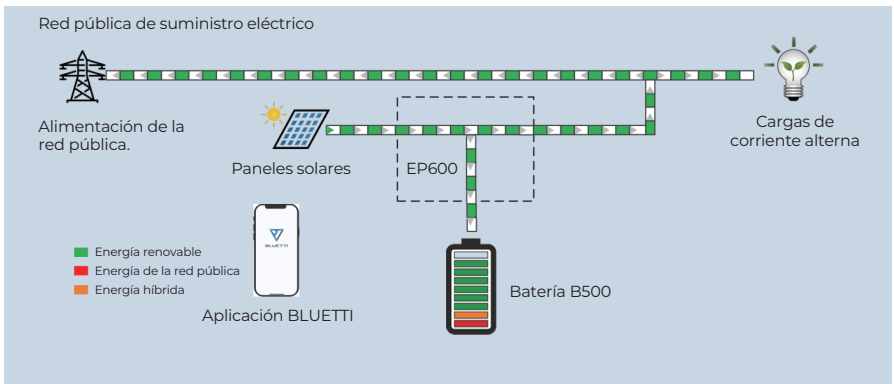 Red pública de suministro eléctrico
Alimentación de la
red pública.
Paneles solares
EP600
Cargas de
corriente alterna
BLUETTI
Energía renovable
Energía de la red pública
Energía híbrida
Aplicación BLUETTI
Batería B500